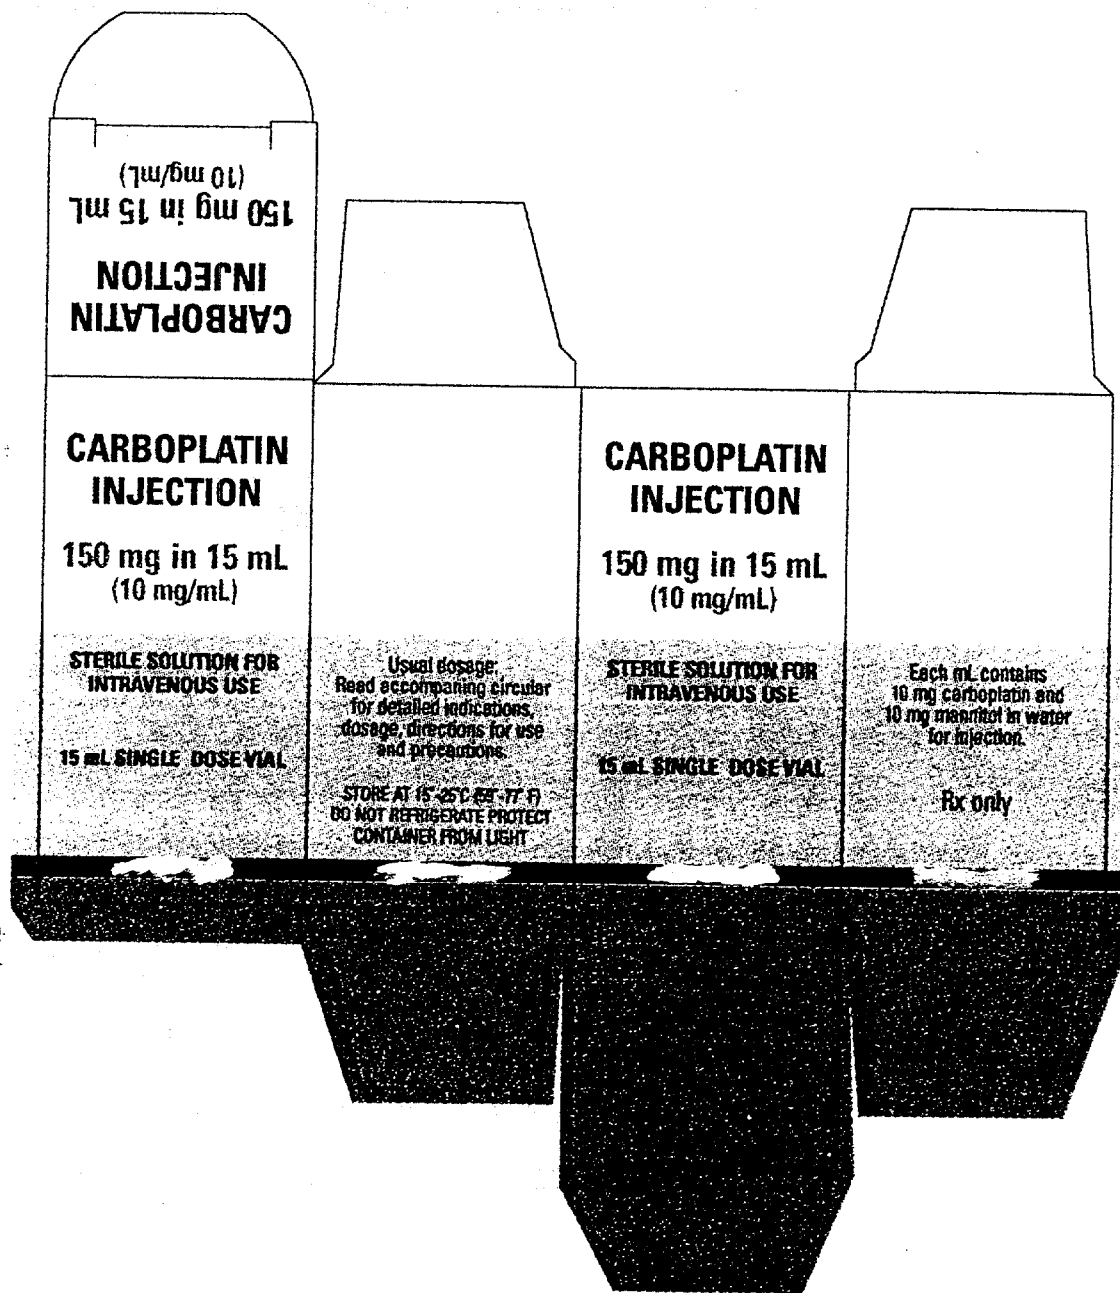 CARBOPLATIN
INJECTION
150 mg in 15 mL
(10 mg/mL)
CARBOPLATIN
INJECTION
150 mg in 15 mL
(10 mg/mL)
STERILE SOLUTION FOR
INTRAVENOUS USE
15 mL SINGLE DOSE VIAL
Usual dosage:
Read accompaning circular
for detailed indications,
dosage, directions for use
and precautions.
STORE AT 15°-25°C (59°-77° F)
DO NOT REFRIGERATE PROTECT
CONTAINER FROM LIGHT
CARBOPLATIN
INJECTION
150 mg in 15 mL
(10 mg/mL)
STERILE SOLUTION FOR
INTRAVENOUS USE
15 mL SINGLE DOSE VIAL
Each mL contains
10 mg carboplatin and
10 mg mannitol in water
for injection.
Rx only